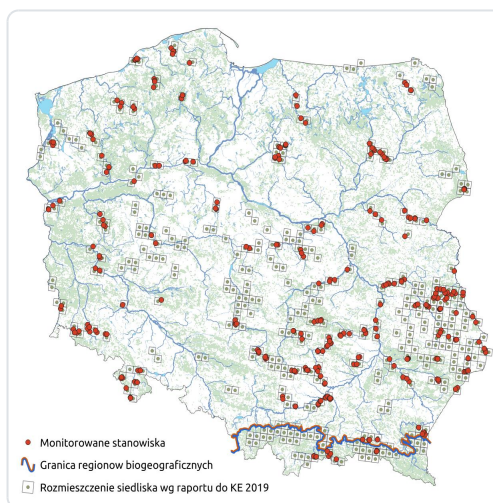 Monitorowane stanowiska
Granica regionow biogeograficznych
Rozmieszczenie siedliska wg raportu do KE 2019